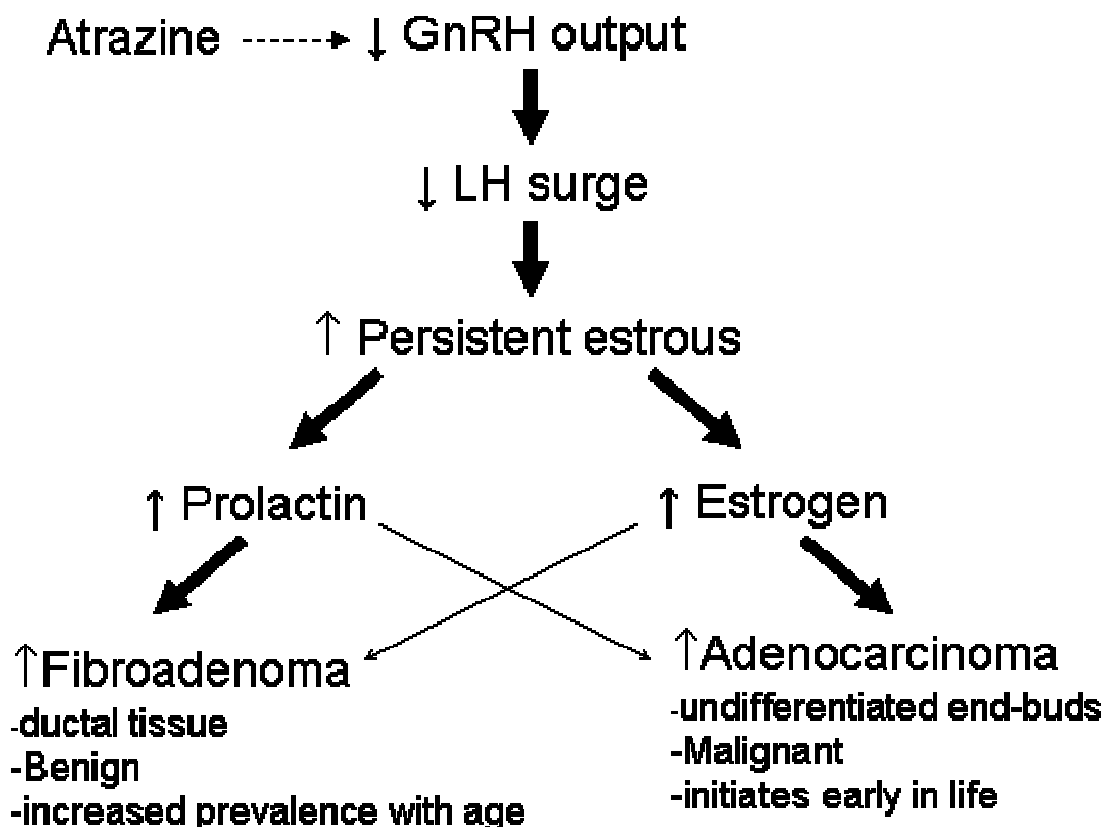 Atrazine ↓ GnRH output
↓ LH surge
↑ Persistent estrous
↑ Prolactin
↑ Estrogen
↑Fibroadenoma
-ductal tissue
-Benign
-increased prevalence with age
↑Adenocarcinoma
-undifferentiated end-buds
-Malignant
-initiates early in life